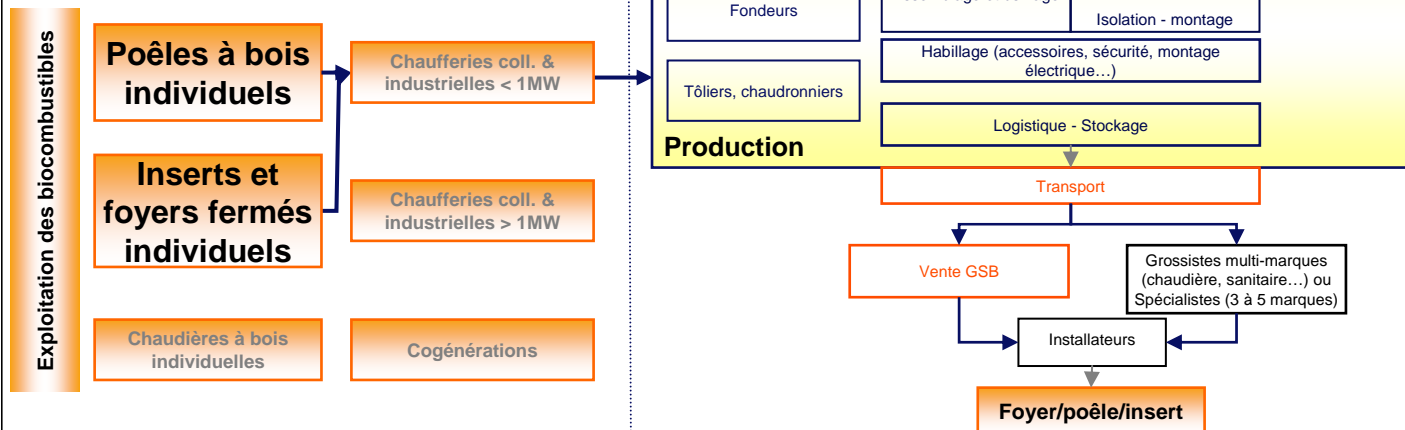 Exploitation des biocombustibles
Poêles à bois
individuels
Inserts et
foyers fermés
individuels
Chaudières à bois
individuelles
Chaufferies coll. &
industrielles < 1MW
Chaufferies coll. &
industrielles > 1MW
Cogénérations
Fondeurs
Tôliers, chaudronniers
Production
Isolation - montage
Habillage (accessoires, sécurité, montage
électrique…)
Logistique - Stockage
Transport
Vente GSB
Grossistes multi-marques
(chaudière, sanitaire…) ou
Spécialistes (3 à 5 marques)
Installateurs
Foyer/poêle/insert